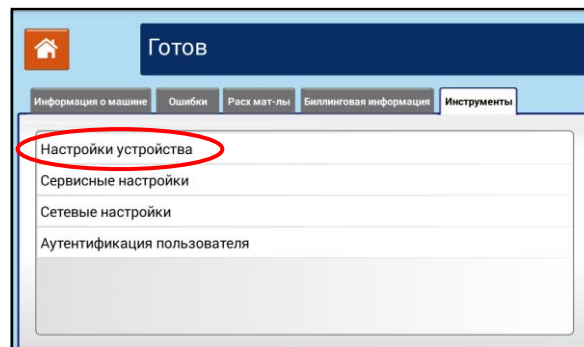 Готов
Информация о машине Ошибки Расх мат-лы Биллинговая информация Инструменты
Настройки устройства
Сервисные настройки
Сетевые настройки
Аутентификация пользователя